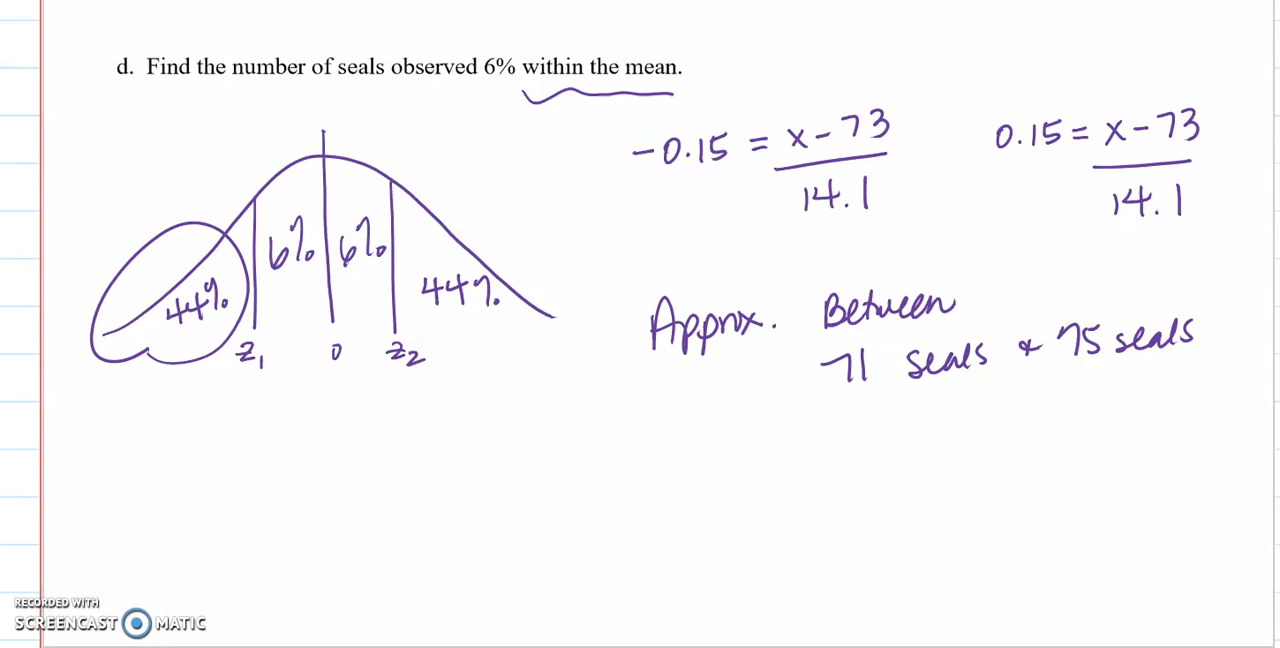 d. Find the number of seals observed 6% within the mean.
-0.15 = x - 73 / 14.1
0.15 = x - 73 / 14.1
6% 6%
44% 44%
z1 0 z2
Approx. Between
71 seals & 75 seals
RECORDED WITH
SCREENCAST MATIC